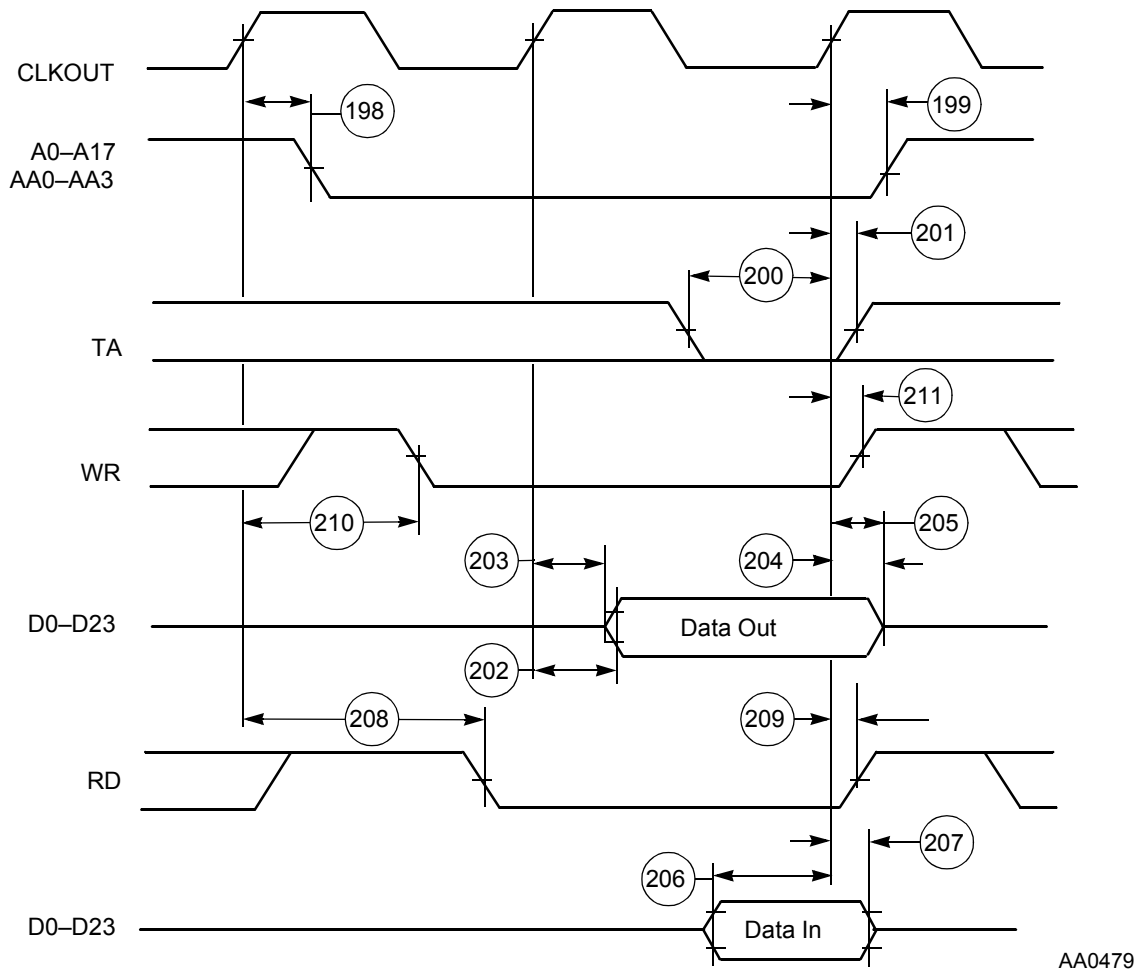 CLKOUT
198
199
A0–A17
AA0–AA3
201
200
TA
211
WR
210
205
203
204
D0–D23
Data Out
202
208
209
RD
207
206
D0–D23
Data In
AA0479